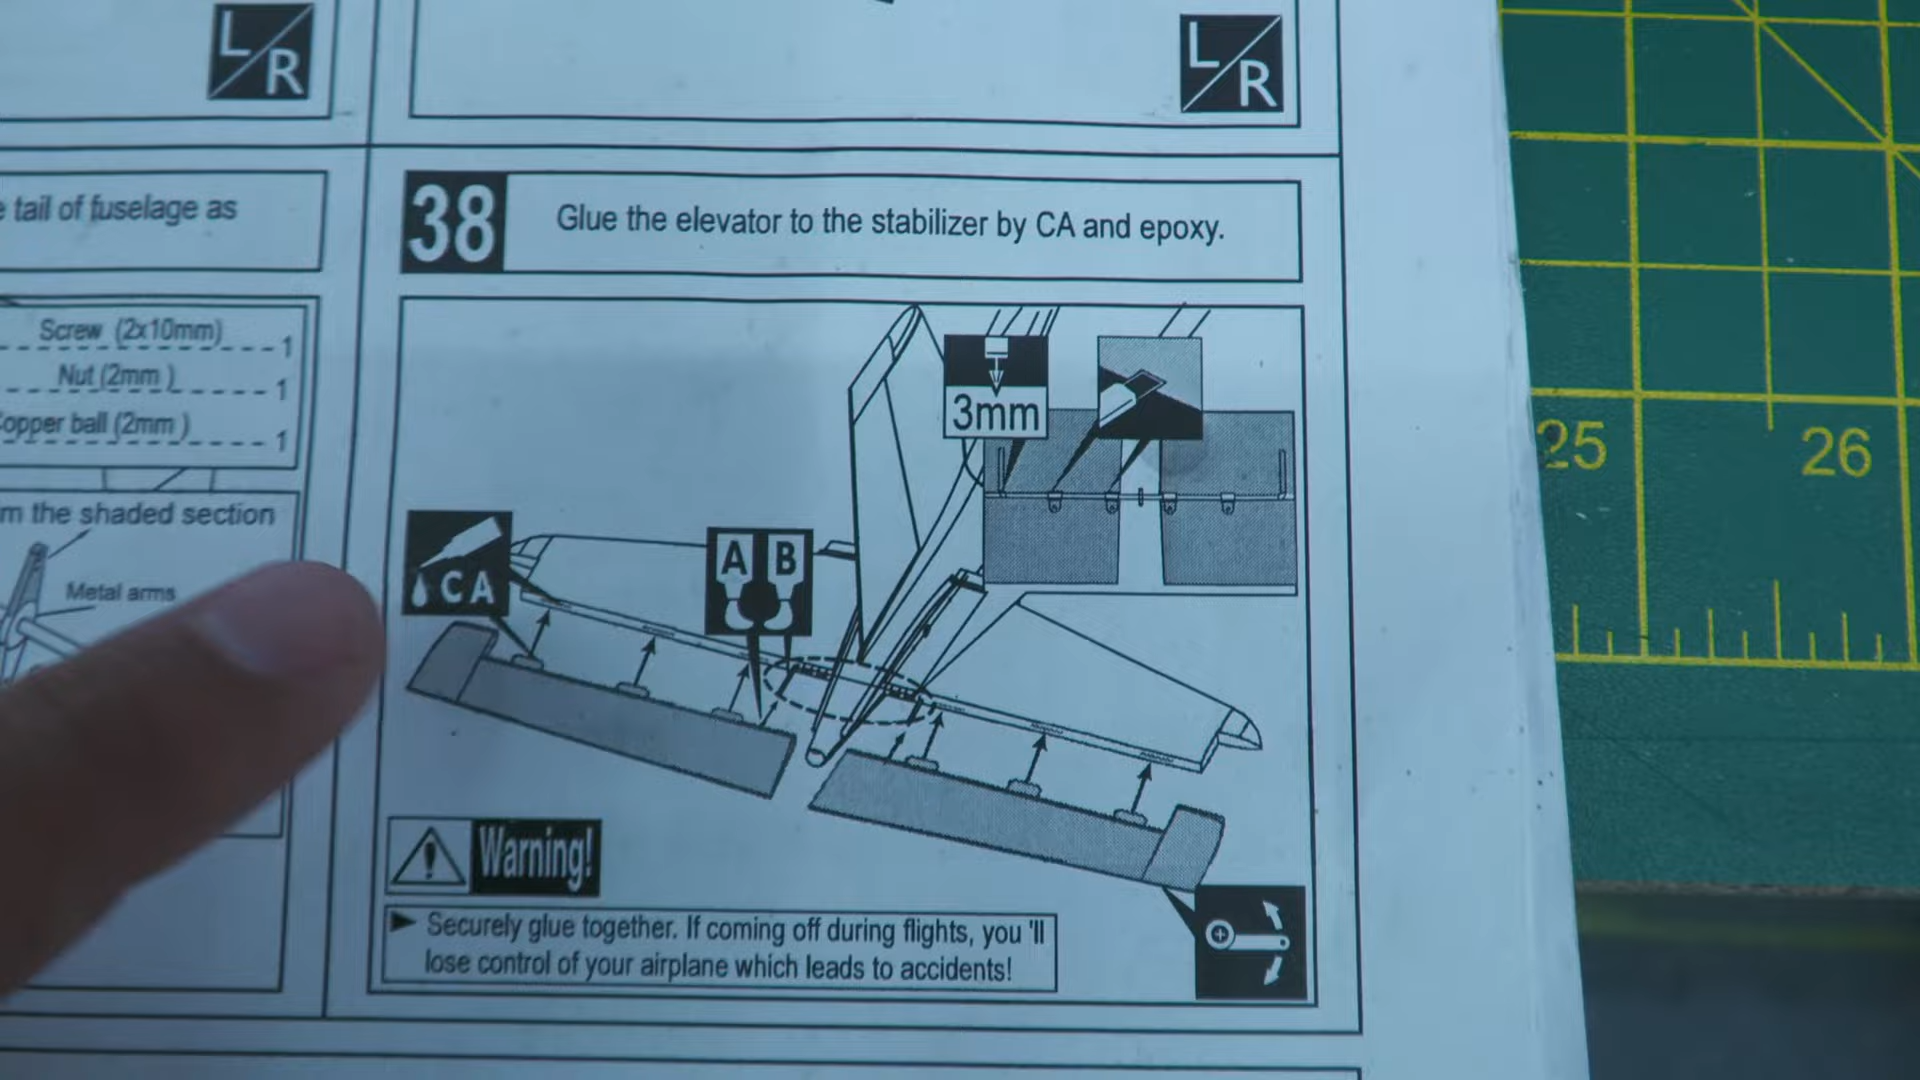 L/R
L/R
tail of fuselage as
Screw (2x10mm) 1
Nut (2mm ) 1
opper ball (2mm ) 1
m the shaded section
Metal arms
38
Glue the elevator to the stabilizer by CA and epoxy.
3mm
CA
A B
Warning!
Securely glue together. If coming off during flights, you 'll
lose control of your airplane which leads to accidents!
25 26